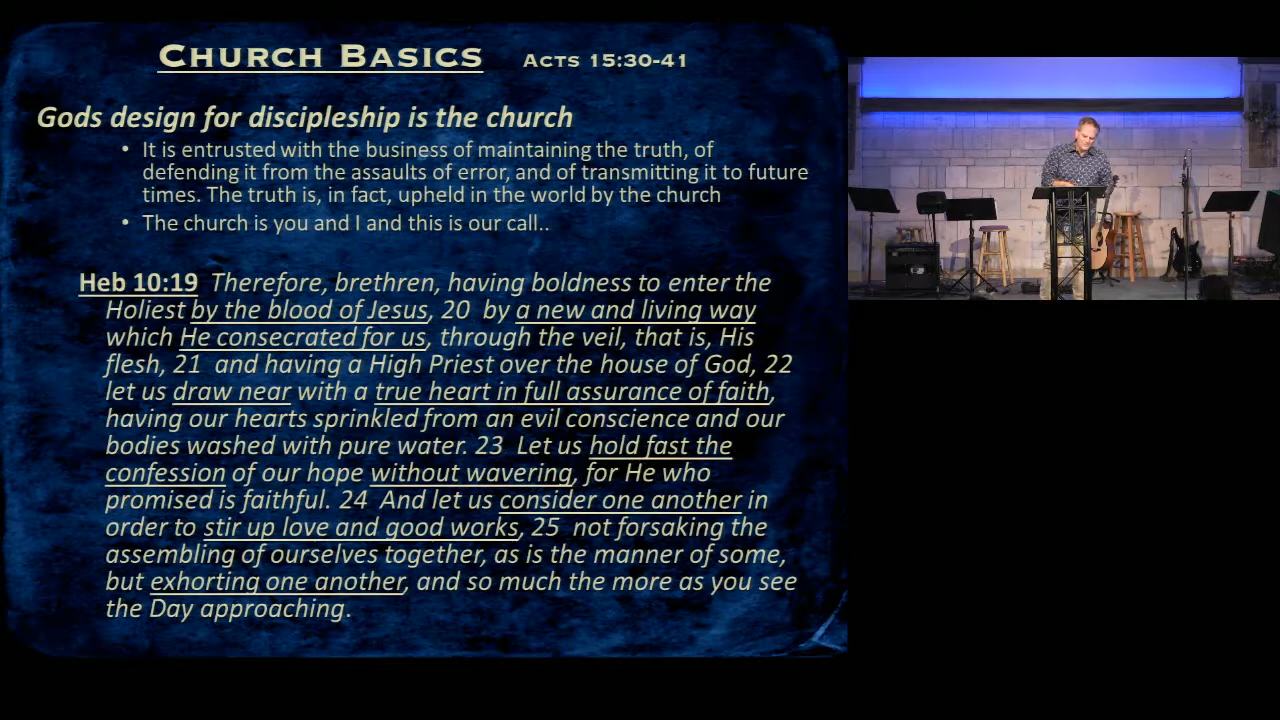 Church Basics Acts 15:30-41
Gods design for discipleship is the church
• It is entrusted with the business of maintaining the truth, of
defending it from the assaults of error, and of transmitting it to future
times. The truth is, in fact, upheld in the world by the church
• The church is you and I and this is our call..
Heb 10:19 Therefore, brethren, having boldness to enter the
Holiest by the blood of Jesus, 20 by a new and living way
which He consecrated for us, through the veil, that is, His
flesh, 21 and having a High Priest over the house of God, 22
let us draw near with a true heart in full assurance of faith,
having our hearts sprinkled from an evil conscience and our
bodies washed with pure water. 23 Let us hold fast the
confession of our hope without wavering, for He who
promised is faithful. 24 And let us consider one another in
order to stir up love and good works, 25 not forsaking the
assembling of ourselves together, as is the manner of some,
but exhorting one another, and so much the more as you see
the Day approaching.